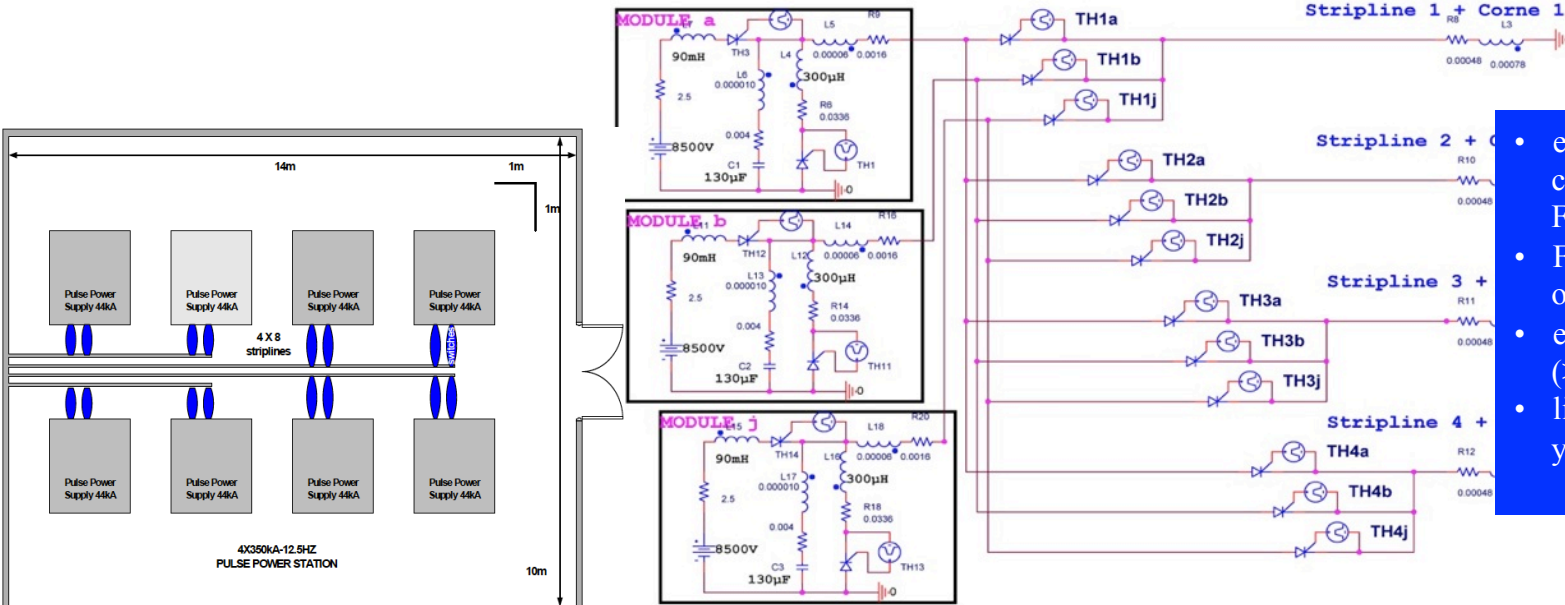 14m
1m
1m
Pulse Power
Supply 44kA
Pulse Power
Supply 44kA
Pulse Power
Supply 44kA
Pulse Power
Supply 44kA
4 X 8
striplines
switches
Pulse Power
Supply 44kA
Pulse Power
Supply 44kA
Pulse Power
Supply 44kA
Pulse Power
Supply 44kA
4X350kA-12.5HZ
PULSE POWER STATION
10m
MODULE a
90mH
TH3
L5
R9
0.00006
0.0016
L6
0.000010
L4
300µH
2.5
R6
0.0336
0.004
8500V
C1
130µF
TH1
0
MODULE b
L11
90mH
TH12
L14
R16
0.00006
0.0016
L13
0.000010
L12
300µH
2.5
R14
0.0336
0.004
8500V
C2
130µF
TH11
0
MODULE j
L15
90mH
TH14
L18
R20
0.00006
0.0016
L17
0.000010
L16
300µH
2.5
R18
0.0336
0.004
8500V
C3
130µF
TH13
0
TH1a
TH1b
TH1j
Stripline 1 + Corne 1
R8
L3
0.00048
0.00078
TH2a
TH2b
TH2j
Stripline 2 +
R10
0.00048
TH3a
TH3b
TH3j
Stripline 3 +
R11
0.00048
TH4a
TH4b
TH4j
Stripline 4 +
R12
0.00048